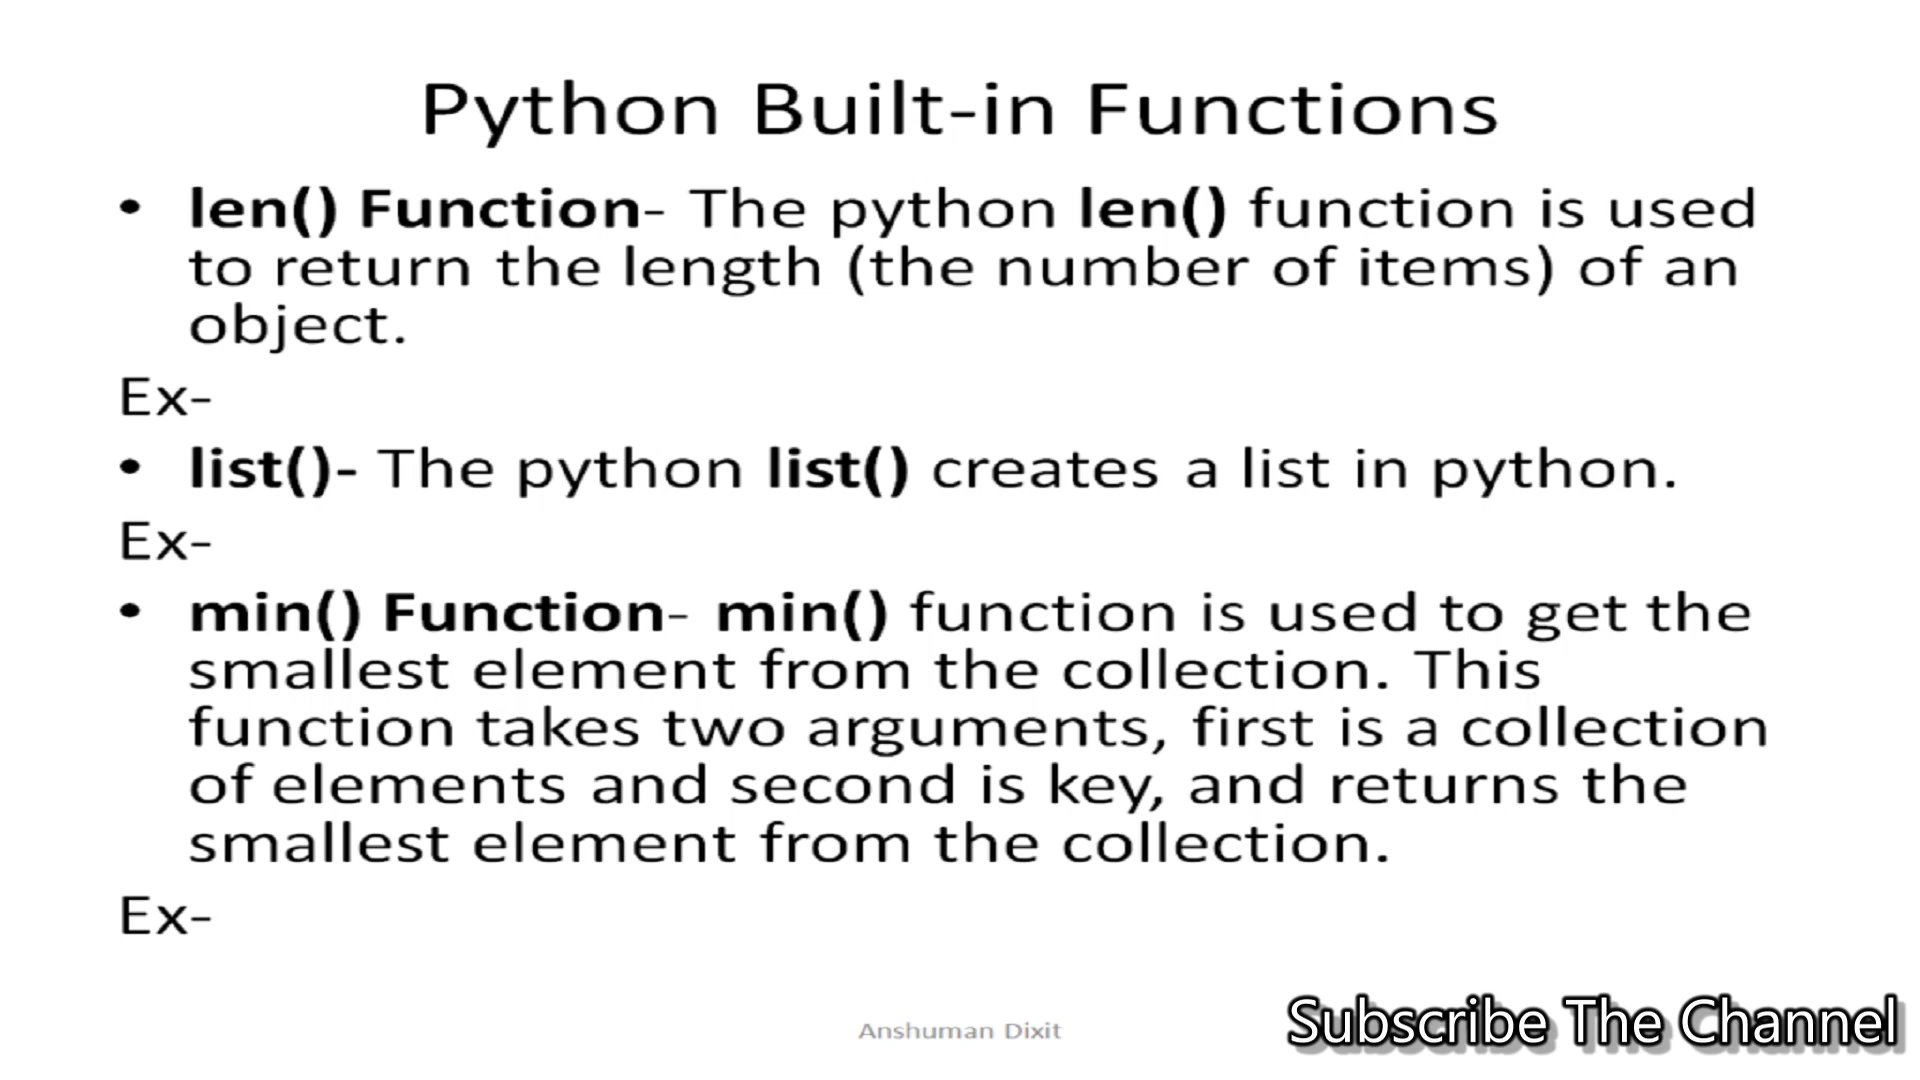 Python Built-in Functions
• len() Function- The python len() function is used
to return the length (the number of items) of an
object.
Ex-
• list()- The python list() creates a list in python.
Ex-
• min() Function- min() function is used to get the
smallest element from the collection. This
function takes two arguments, first is a collection
of elements and second is key, and returns the
smallest element from the collection.
Ex-
Anshuman Dixit
Subscribe The Channel